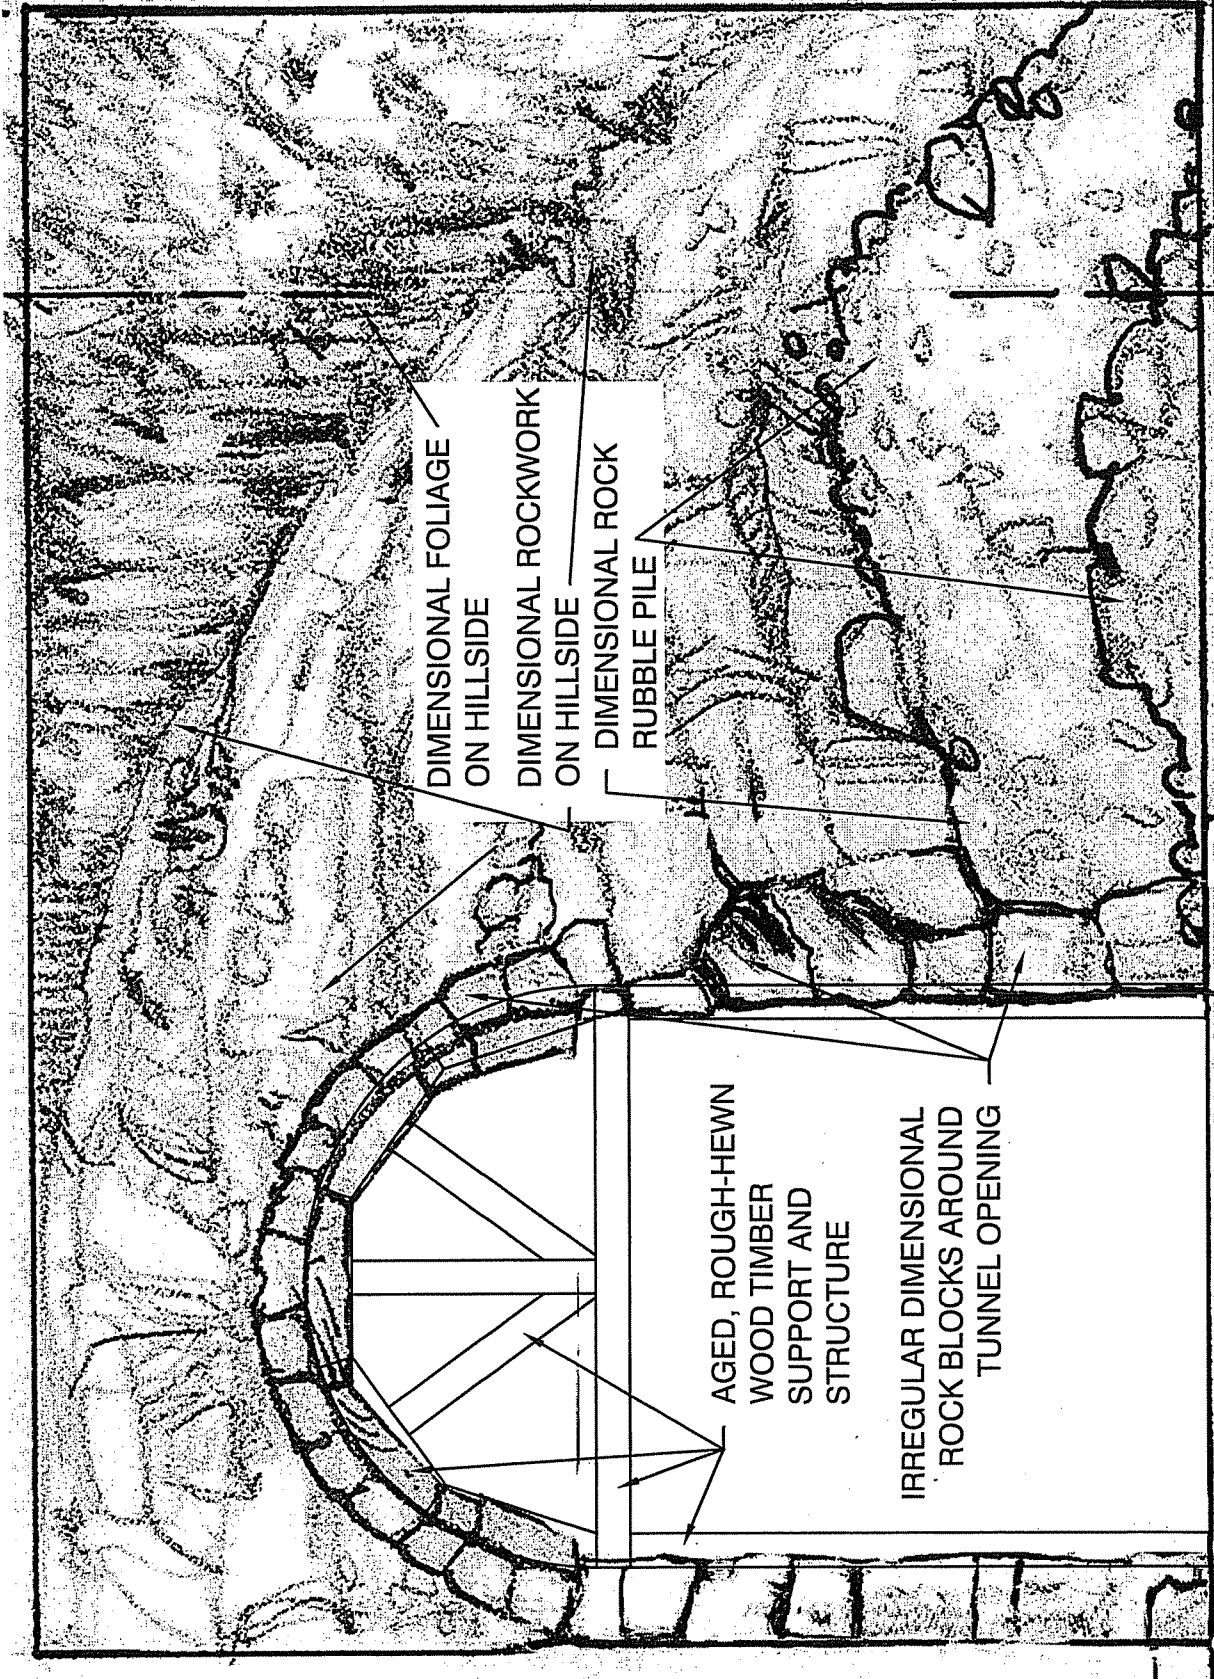 DIMENSIONAL FOLIAGE
ON HILLSIDE
DIMENSIONAL ROCKWORK
ON HILLSIDE
DIMENSIONAL ROCK
RUBBLE PILE
AGED, ROUGH-HEWN
WOOD TIMBER
SUPPORT AND
STRUCTURE
IRREGULAR DIMENSIONAL
ROCK BLOCKS AROUND
TUNNEL OPENING